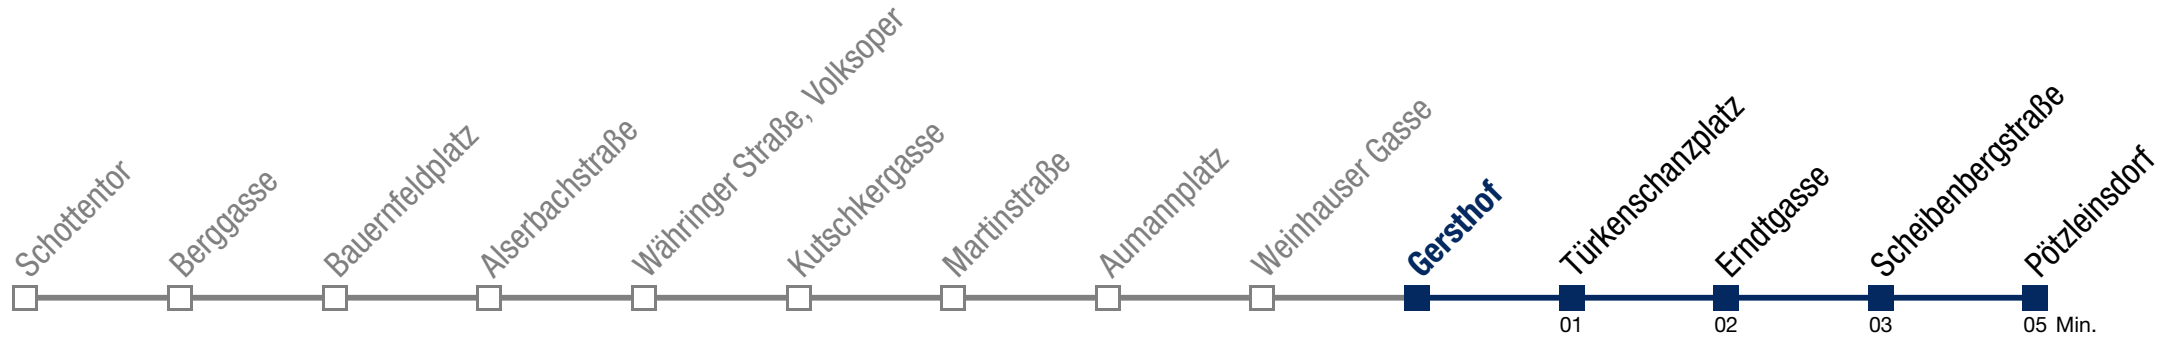 Schottentor
Berggasse
Bauernfeldplatz
Alserbachstraße
Währinger Straße, Volksoper
Kutschkergasse
Martinstraße
Aumannplatz
Weinhauser Gasse
Gersthof
Türkenschanzplatz
Erndtgasse
Scheibenbergstraße
Pötzleinsdorf
01 02 03 05 Min.